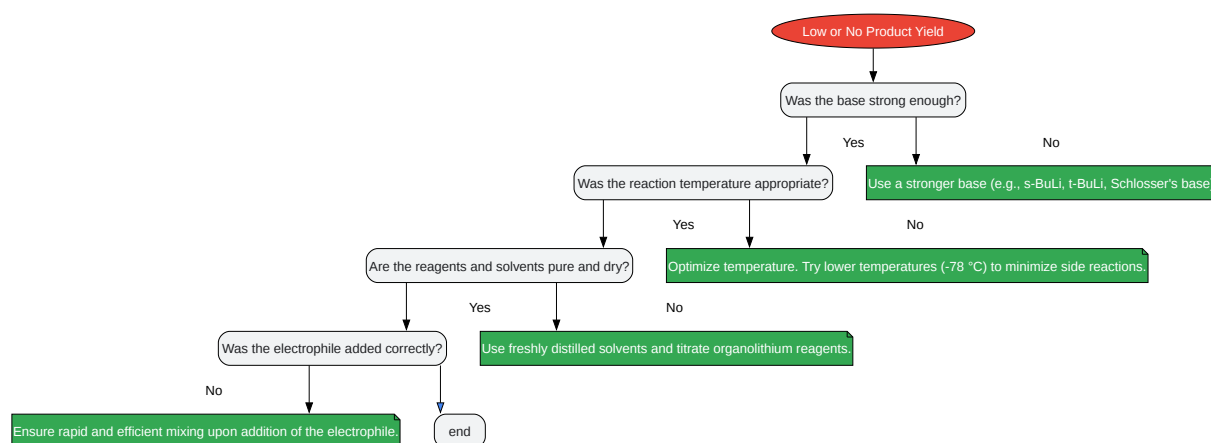 Low or No Product Yield
Was the base strong enough?
Yes
No
Was the reaction temperature appropriate?
Use a stronger base (e.g., s-BuLi, t-BuLi, Schlosser's base)
Yes
No
Are the reagents and solvents pure and dry?
Optimize temperature. Try lower temperatures (-78 °C) to minimize side reactions.
Yes
No
Was the electrophile added correctly?
Use freshly distilled solvents and titrate organolithium reagents.
No
Ensure rapid and efficient mixing upon addition of the electrophile.
end